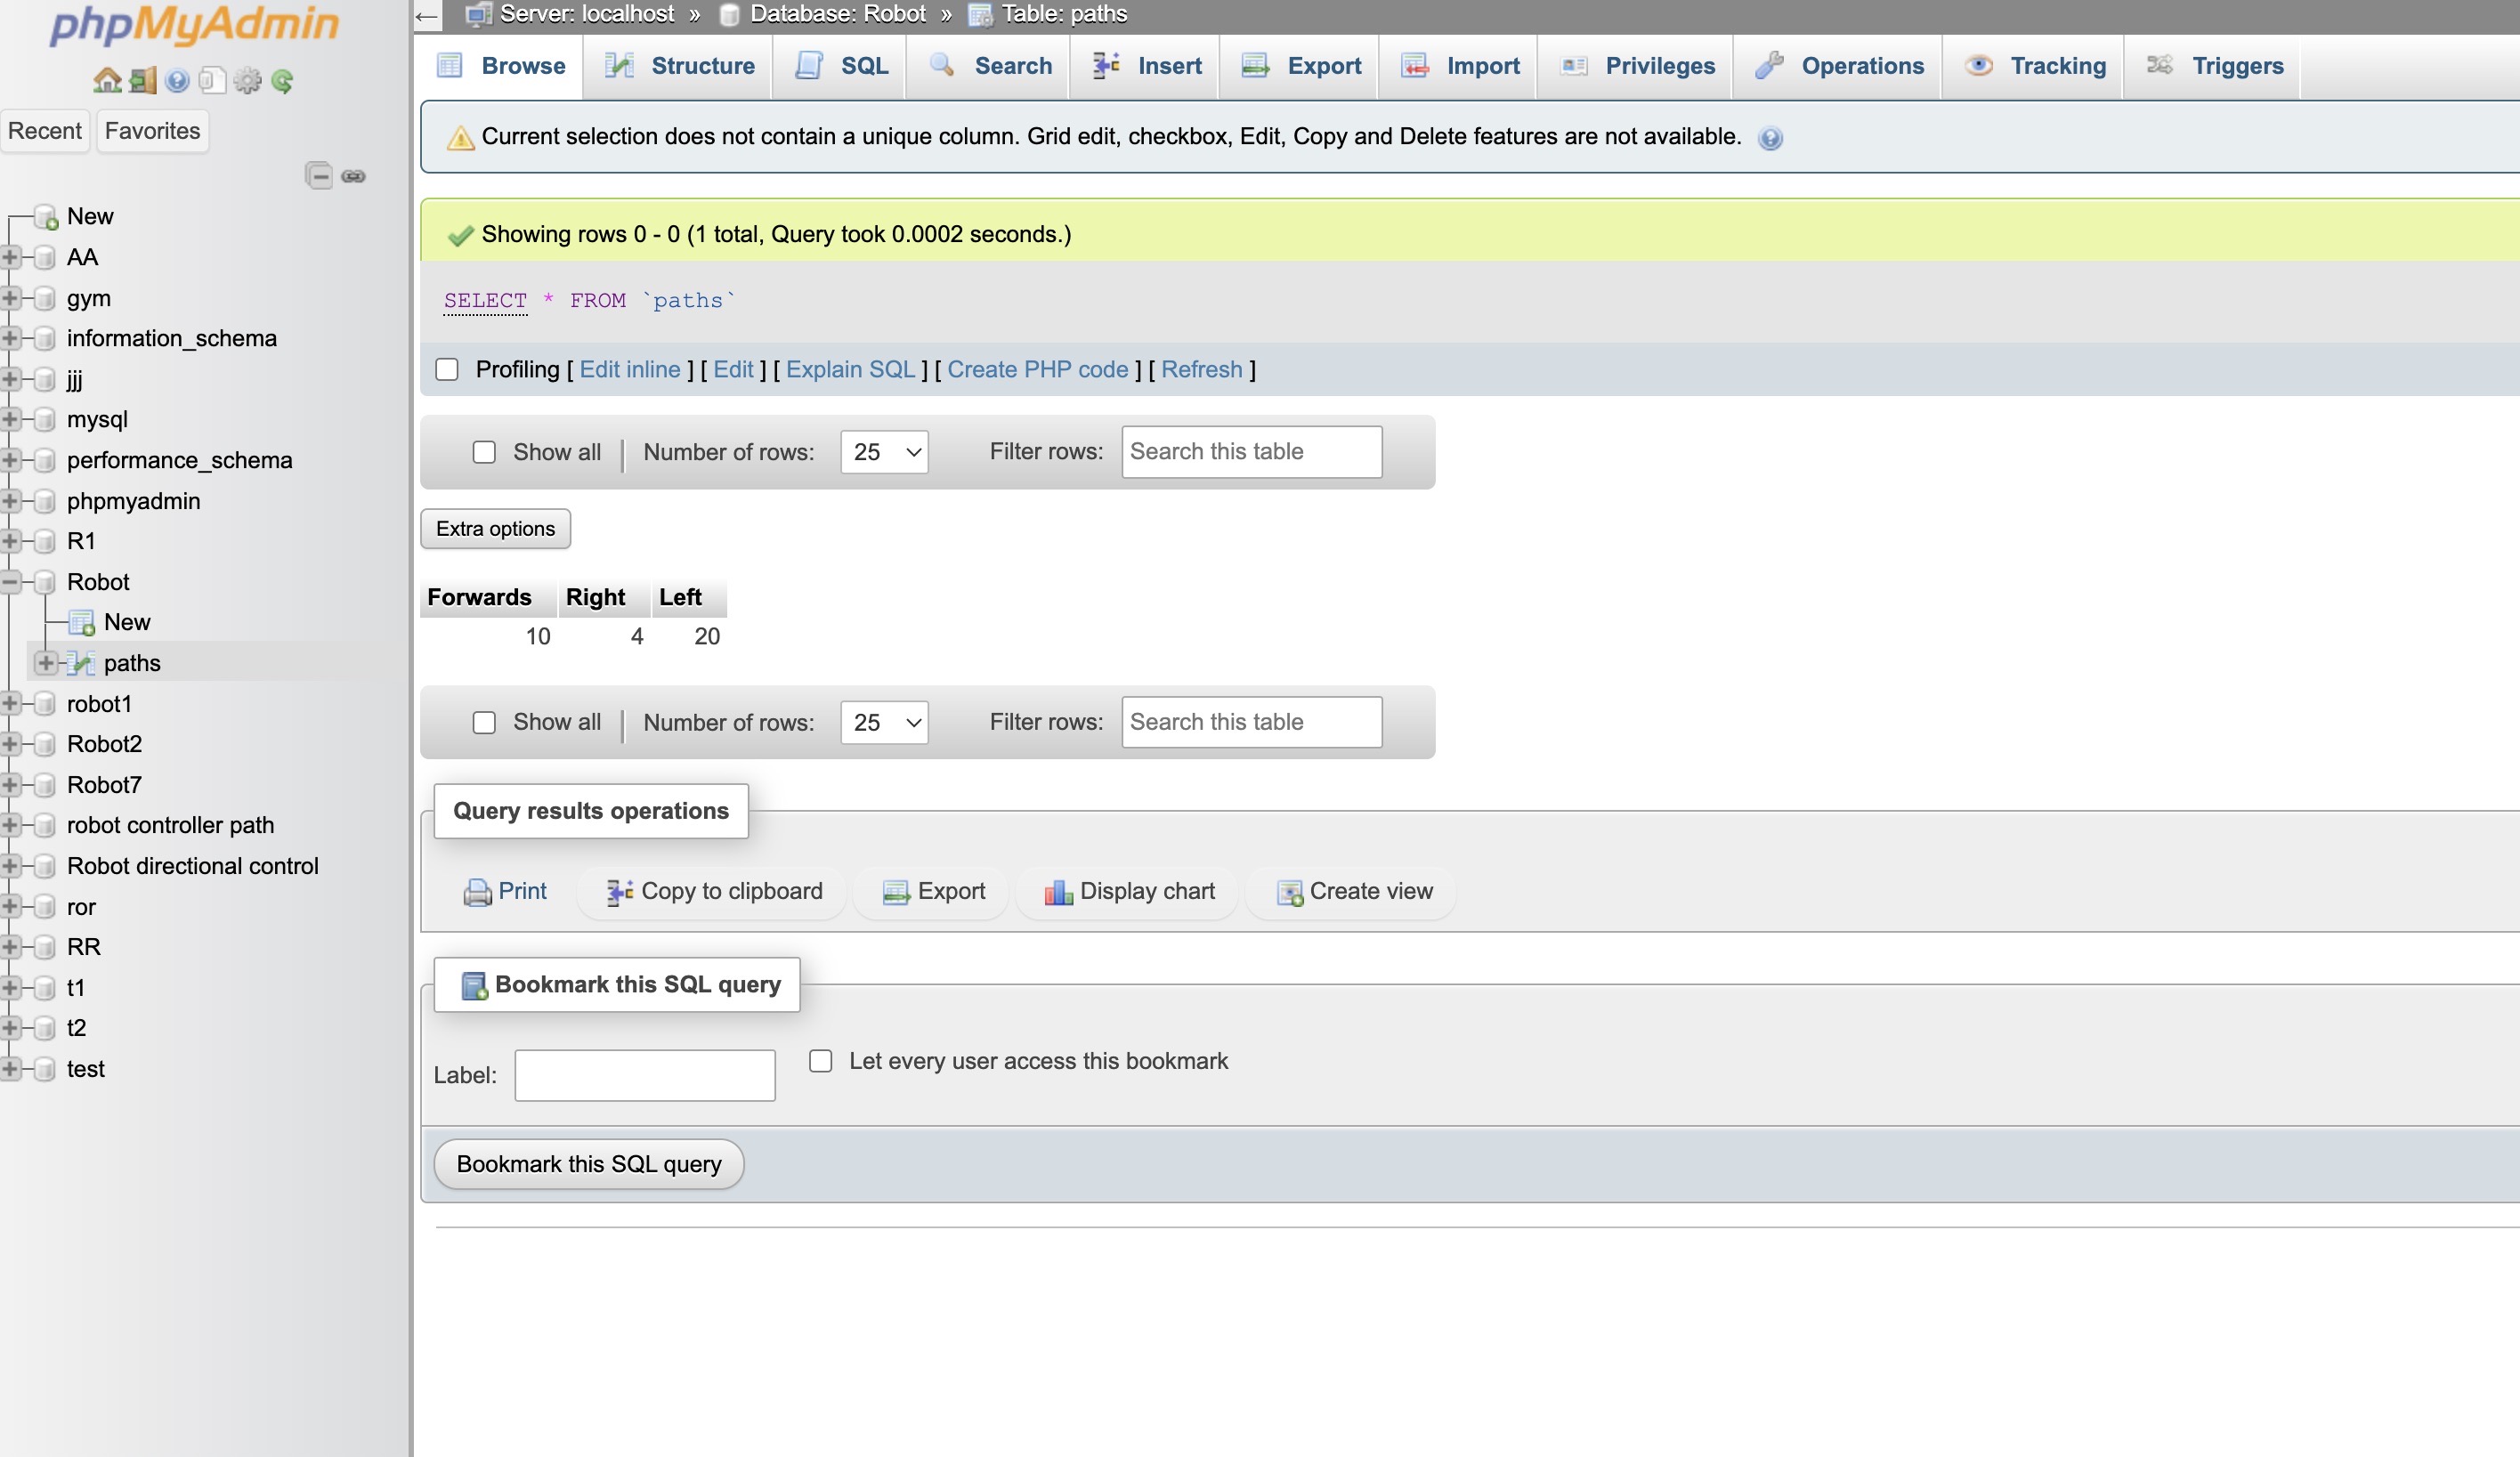 phpMyAdmin
Recent Favorites
New
AA
gym
information_schema
jjj
mysql
performance_schema
phpmyadmin
R1
Robot
New
paths
robot1
Robot2
Robot7
robot controller path
Robot directional control
ror
RR
t1
t2
test
Server: localhost » Database: Robot » Table: paths
Browse Structure SQL Search Insert Export Import Privileges Operations Tracking Triggers
Current selection does not contain a unique column. Grid edit, checkbox, Edit, Copy and Delete features are not available.
Showing rows 0 - 0 (1 total, Query took 0.0002 seconds.)
SELECT * FROM `paths`
Profiling [ Edit inline ] [ Edit ] [ Explain SQL ] [ Create PHP code ] [ Refresh ]
Show all | Number of rows: 25 Filter rows: Search this table
Extra options
Forwards Right Left
10 4 20
Show all | Number of rows: 25 Filter rows: Search this table
Query results operations
Print Copy to clipboard Export Display chart Create view
Bookmark this SQL query
Label: Let every user access this bookmark
Bookmark this SQL query